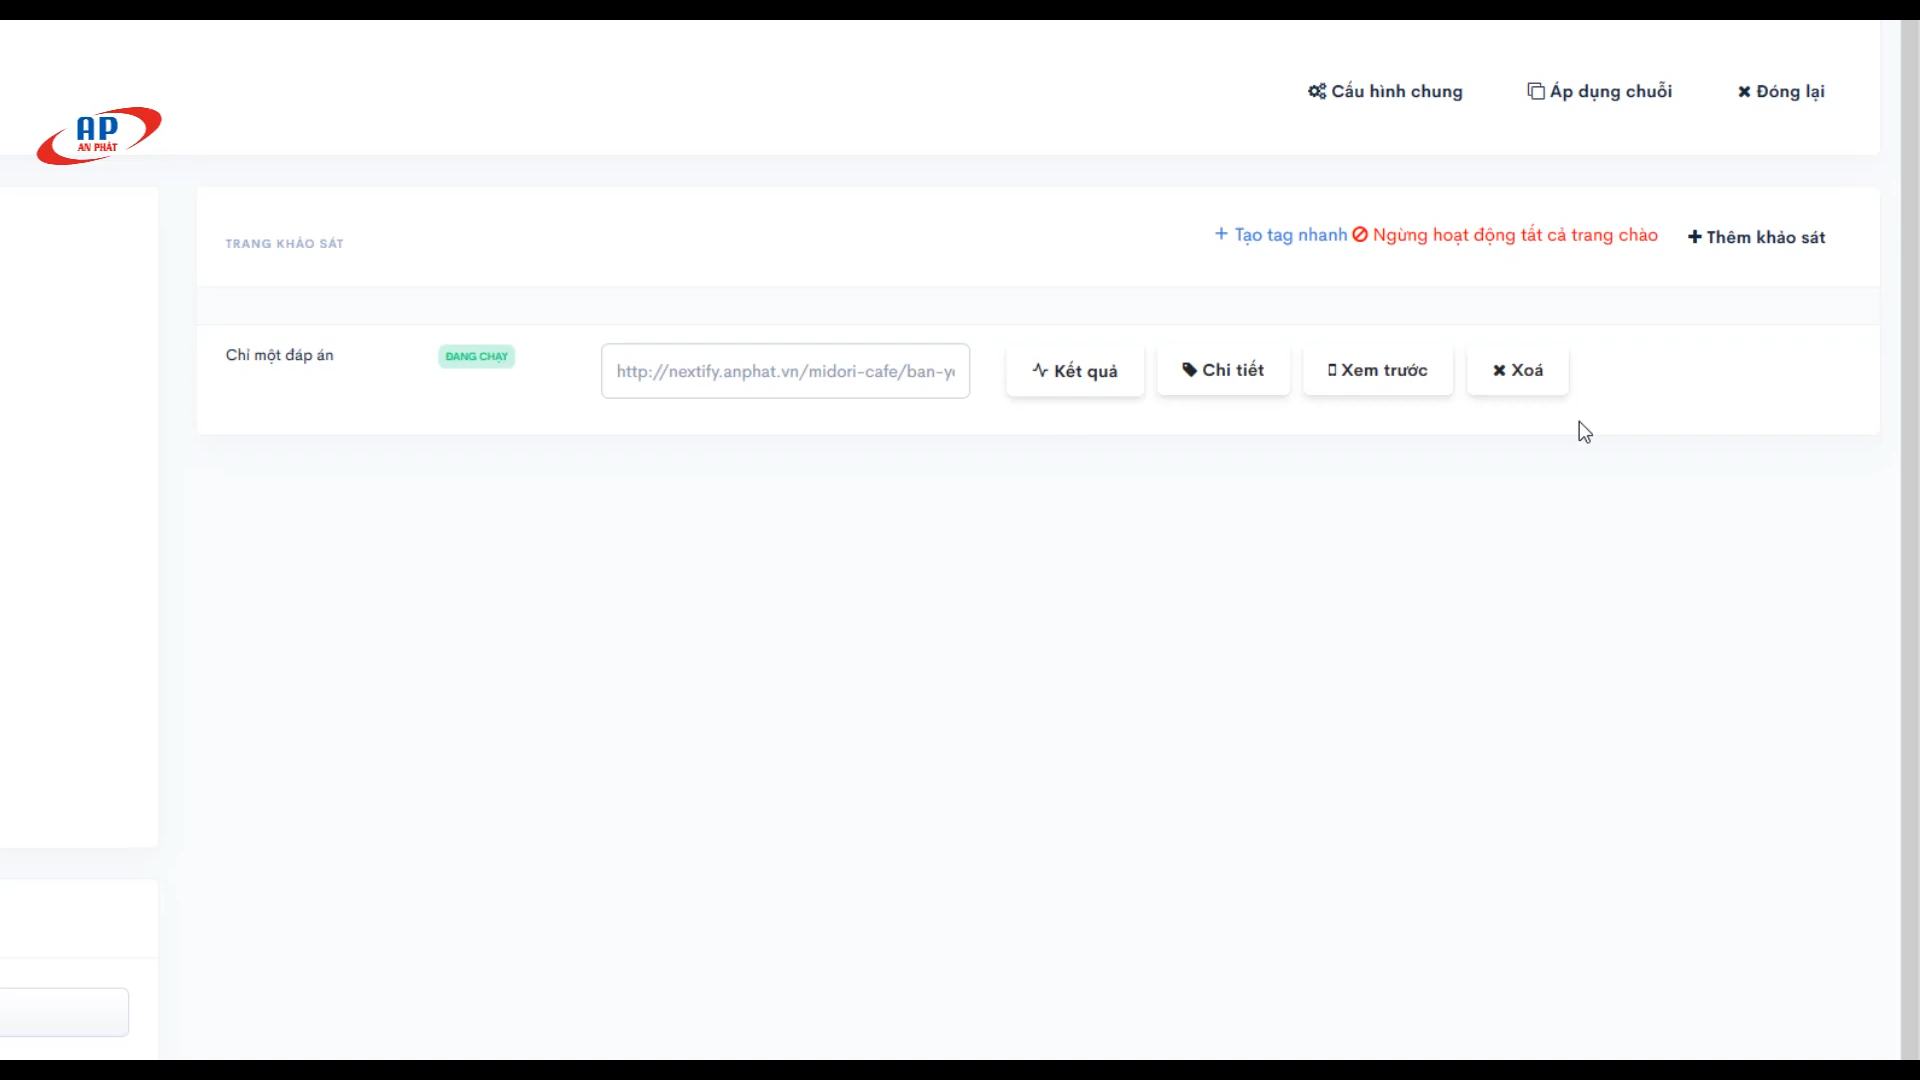 Cấu hình chung
Áp dụng chuỗi
Đóng lại
AP
AN PHÁT
TRANG KHẢO SÁT
+ Tạo tag nhanh
Ngừng hoạt động tất cả trang chào
Thêm khảo sát
Chỉ một đáp án
ĐANG CHẠY
http://nextify.anphat.vn/midori-cafe/ban-y
Kết quả
Chi tiết
Xem trước
Xoá